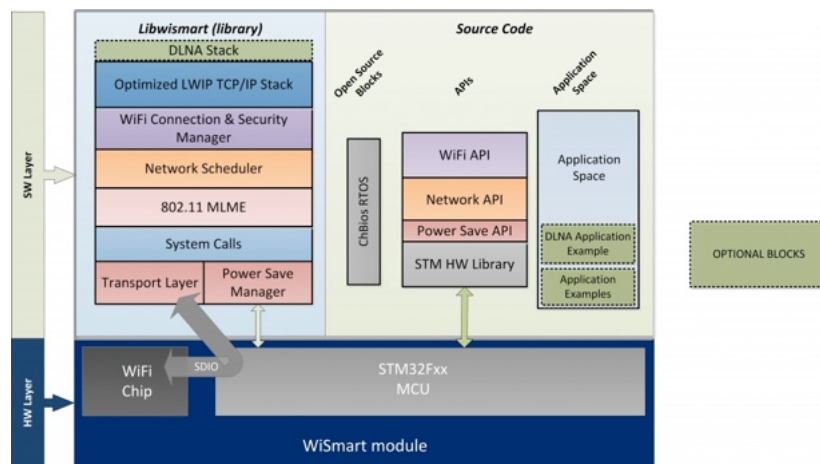 Libwismart (library)
DLNA Stack
Optimized LWIP TCP/IP Stack
WiFi Connection & Security
Manager
Network Scheduler
802.11 MLME
System Calls
Transport Layer
Power Save
Manager
Source Code
Open Source
Blocks
APIs
Application
Space
ChBios RTOS
WiFi API
Network API
Power Save API
STM HW Library
Application
Space
DLNA Application
Example
Application
Examples
OPTIONAL BLOCKS
SW Layer
HW Layer
WiFi
Chip
SDIO
STM32Fxx
MCU
WiSmart module